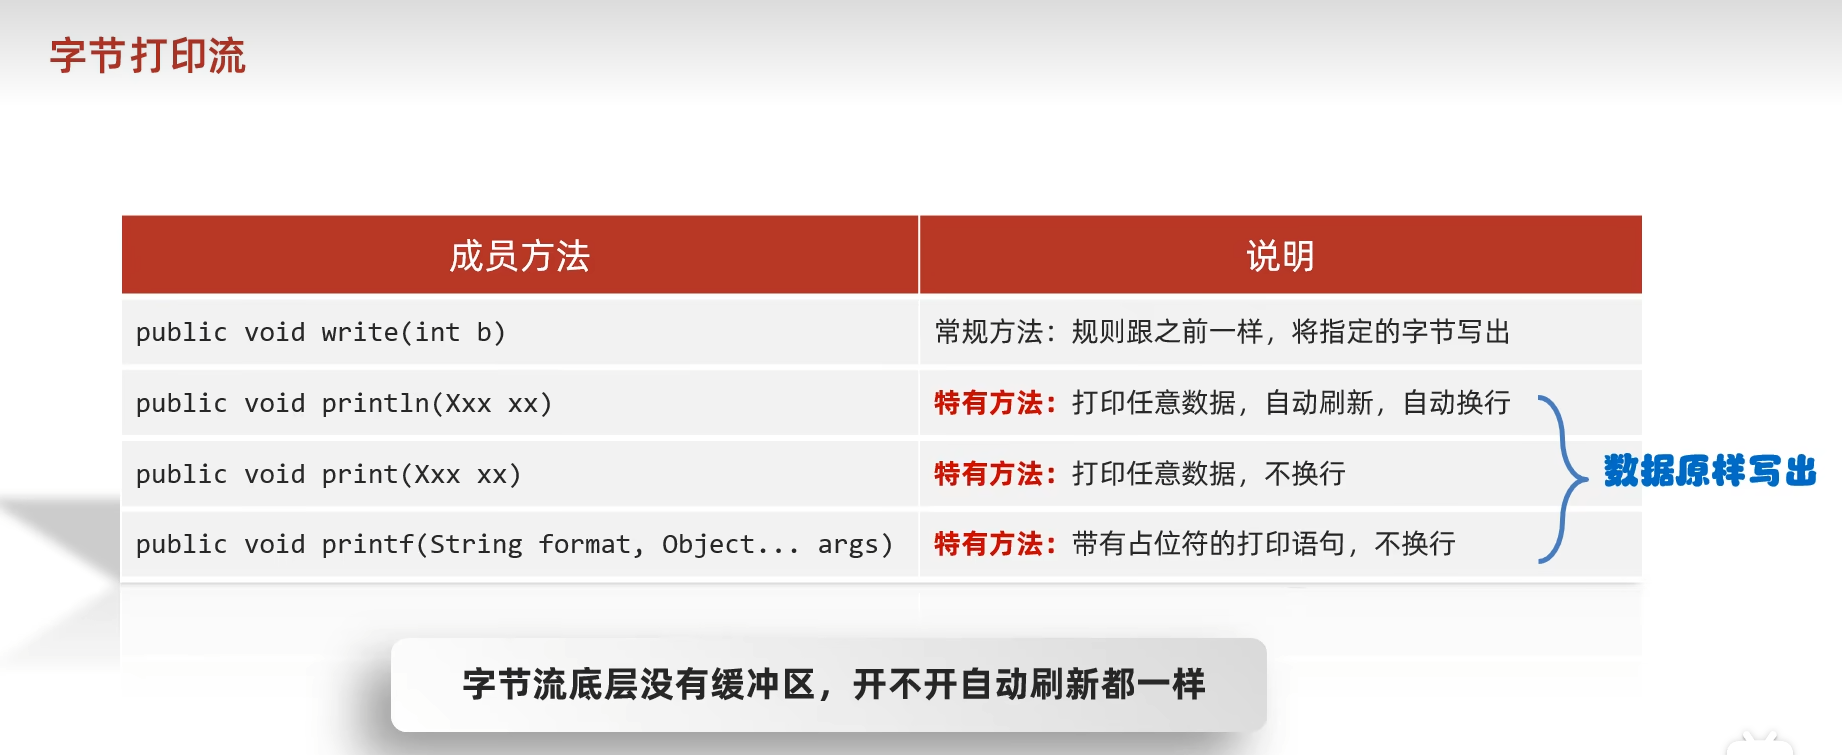 字节打印流
成员方法
说明
public void write(int b)
常规方法：规则跟之前一样，将指定的字节写出
public void println(Xxx xx)
特有方法：打印任意数据，自动刷新，自动换行
public void print(Xxx xx)
特有方法：打印任意数据，不换行
public void printf(String format, Object... args)
特有方法：带有占位符的打印语句，不换行
数据原样写出
字节流底层没有缓冲区，开不开自动刷新都一样